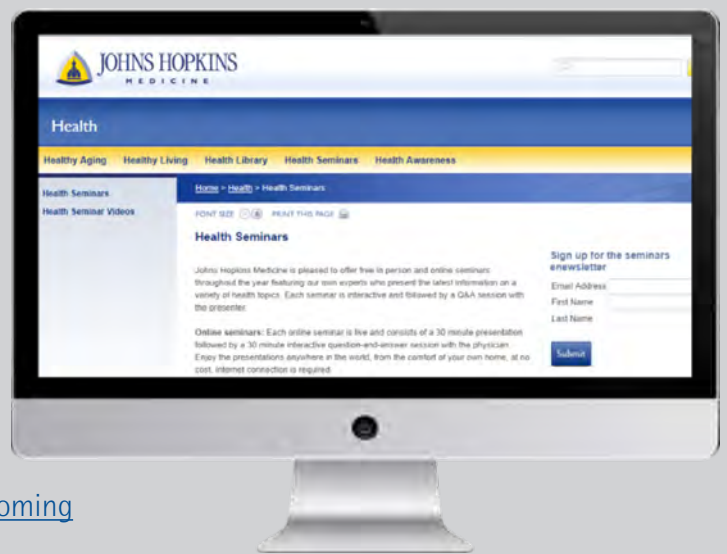 JOHNS HOPKINS
MEDICINE
Health
Healthy Aging Healthy Living Health Library Health Seminars Health Awareness
Health Seminars
Health Seminar Videos
Home > Health > Health Seminars
FONT SIZE PRINT THIS PAGE
Health Seminars
Johns Hopkins Medicine is pleased to offer free in person and online seminars
throughout the year featuring our own experts who present the latest information on a
variety of health topics. Each seminar is interactive and followed by a Q&A session with
the presenter.
Online seminars: Each online seminar is live and consists of a 30 minute presentation
followed by a 30 minute interactive question-and-answer session with the physician.
Enjoy the presentations anywhere in the world, from the comfort of your own home, at no
cost. Internet connection is required.
Sign up for the seminars
enewsletter
Email Address
First Name
Last Name
Submit
oming